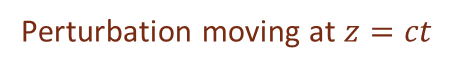 Perturbation moving at z = ct